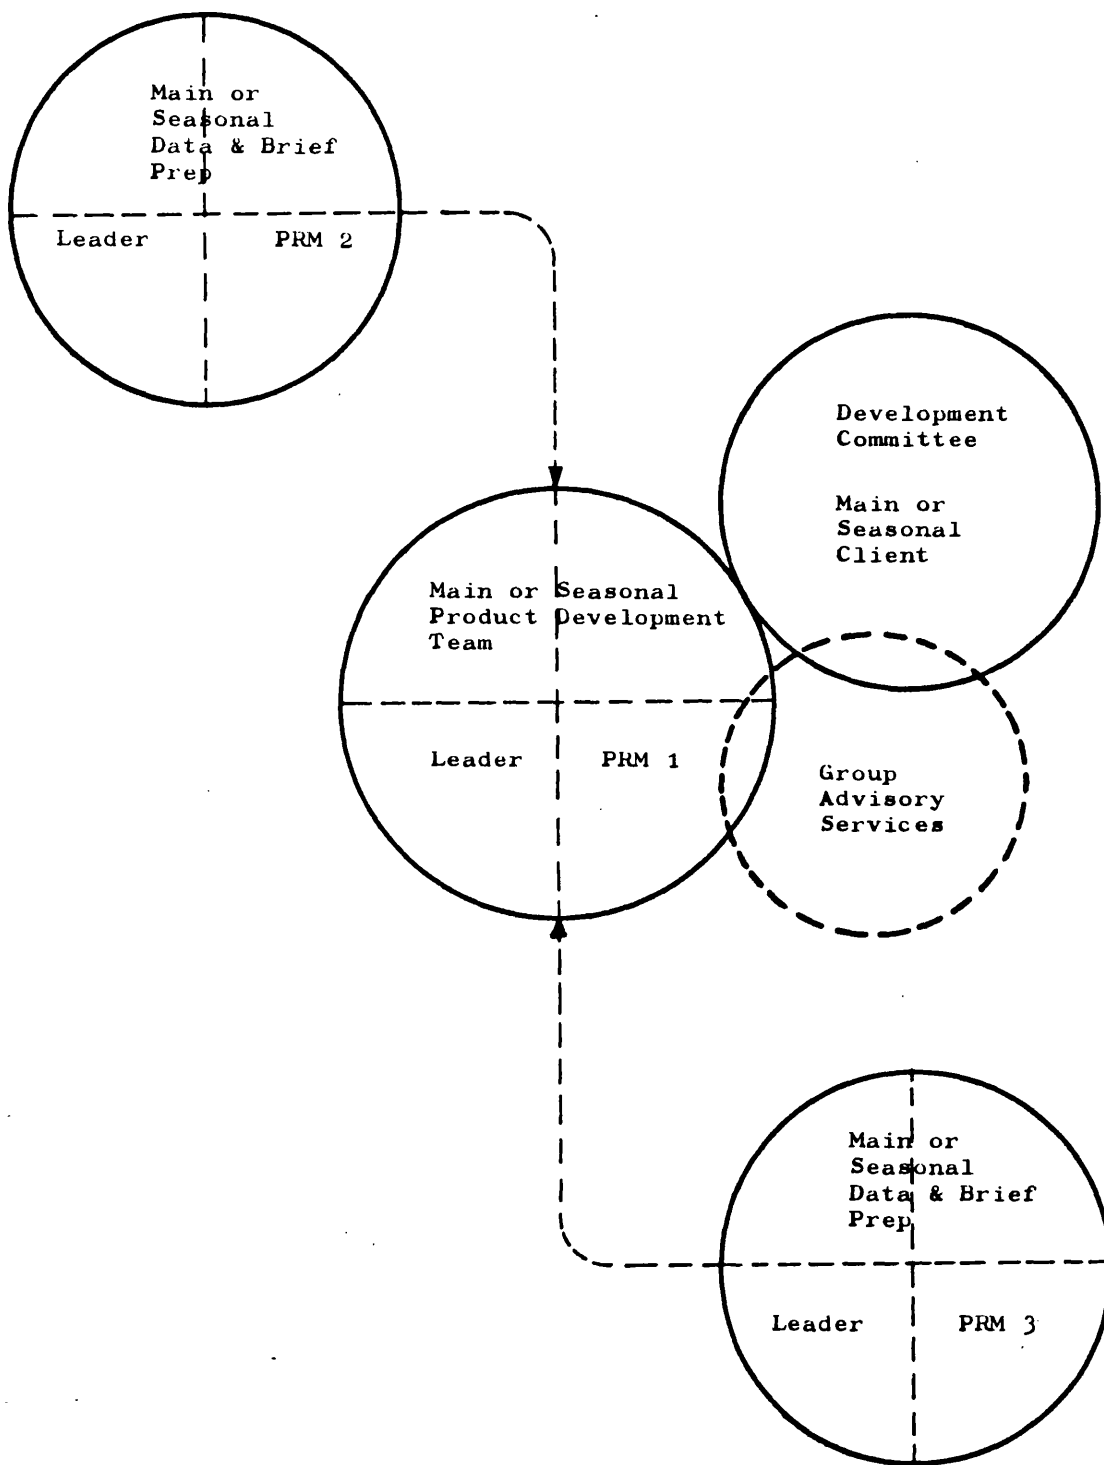 Main or
Seasonal
Data & Brief
Prep
Leader
PRM 2
Development
Committee
Main or
Seasonal
Client
Main or Seasonal
Product Development
Team
Leader
PRM 1
Group
Advisory
Services
Main or
Seasonal
Data & Brief
Prep
Leader
PRM 3